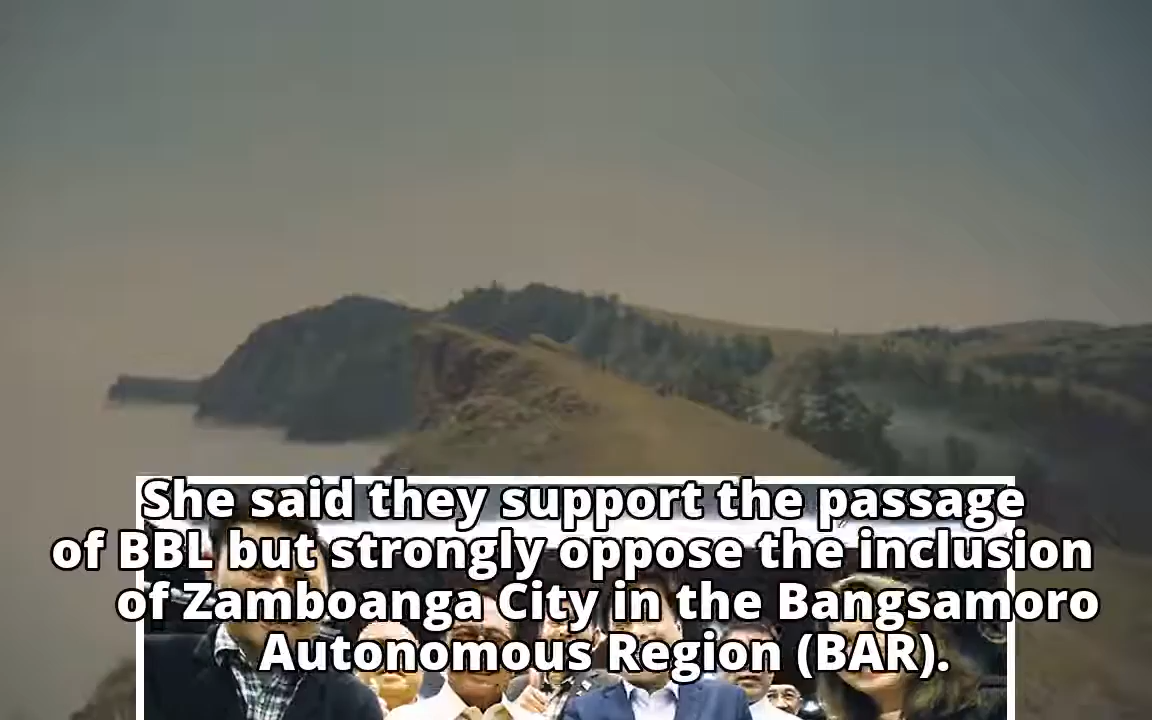 She said they support the passage
of BBL but strongly oppose the inclusion
of Zamboanga City in the Bangsamoro
Autonomous Region (BAR).